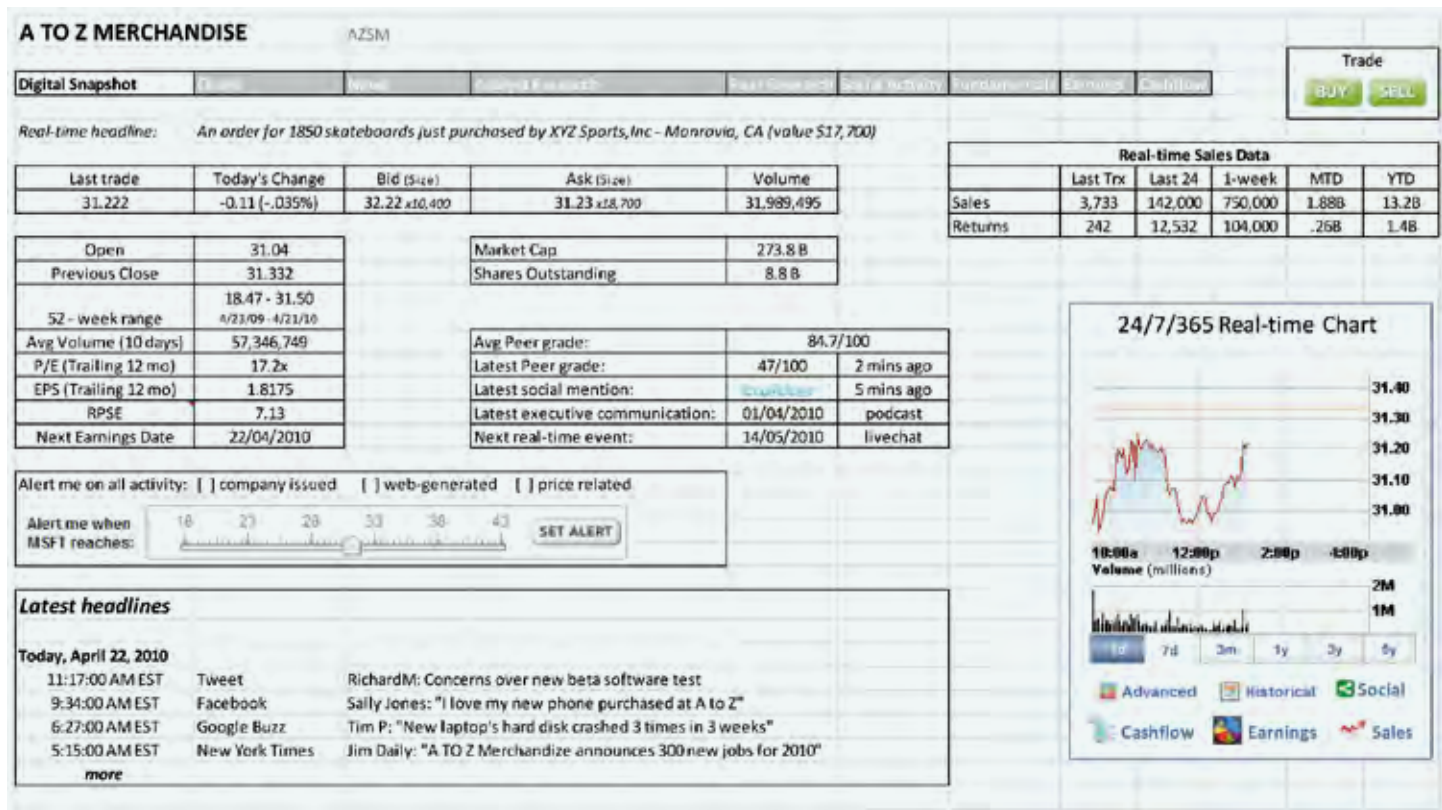 A TO Z MERCHANDISE AZSM
Trade
BUY SELL
Digital Snapshot News Analyst Research Peer Research Social Activity Fundamentals Earnings Cashflow
Real-time headline: An order for 1850 skateboards just purchased by XYZ Sports,Inc - Monrovia, CA (value $17,700)
Real-time Sales Data
Last Trx Last 24 1-week MTD YTD
Sales 3,733 142,000 750,000 1.88B 13.2B
Returns 242 12,532 104,000 .26B 1.4B
Last trade Today's Change Bid (Size) Ask (Size) Volume
31.222 -0.11 (-.035%) 32.22 x10,400 31.23 x18,700 31,989,495
Open 31.04
Previous Close 31.332
52 - week range 18.47 - 31.50
4/23/09 - 4/21/10
Avg Volume (10 days) 57,346,749
P/E (Trailing 12 mo) 17.2x
EPS (Trailing 12 mo) 1.8175
RPSE 7.13
Next Earnings Date 22/04/2010
Market Cap 273.8 B
Shares Outstanding 8.8 B
Avg Peer grade: 84.7/100
Latest Peer grade: 47/100 2 mins ago
Latest social mention: 5 mins ago
Latest executive communication: 01/04/2010 podcast
Next real-time event: 14/05/2010 livechat
Alert me on all activity: [ ] company issued [ ] web-generated [ ] price related
Alert me when
MSFT reaches:
18 23 28 33 38 43
SET ALERT
Latest headlines
Today, April 22, 2010
11:17:00 AM EST Tweet RichardM: Concerns over new beta software test
9:34:00 AM EST Facebook Sally Jones: "I love my new phone purchased at A to Z"
6:27:00 AM EST Google Buzz Tim P: "New laptop's hard disk crashed 3 times in 3 weeks"
5:15:00 AM EST New York Times Jim Daily: "A TO Z Merchandize announces 300 new jobs for 2010"
more
24/7/365 Real-time Chart
31.40
31.30
31.20
31.10
31.00
10:00a 12:00p 2:00p 4:00p
Volume (millions)
2M
1M
1d 7d 3m 1y 3y 5y
Advanced Historical Social
Cashflow Earnings Sales